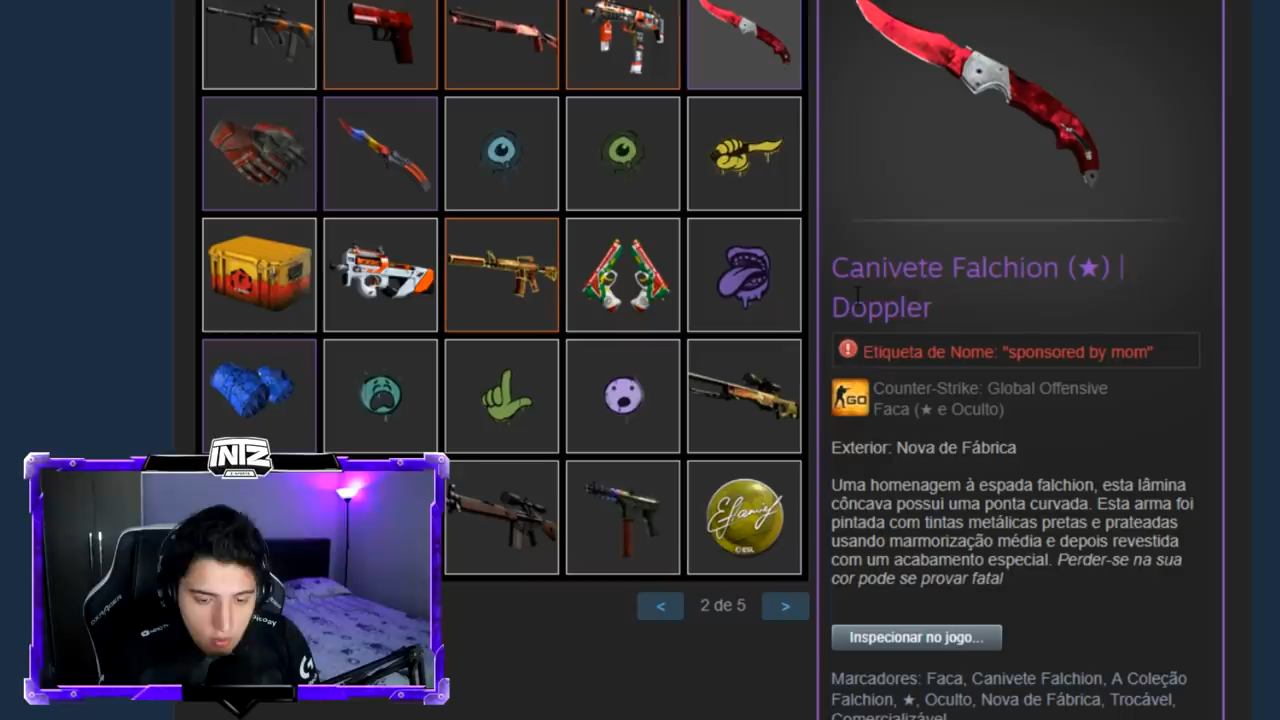 Canivete Falchion (★) |
Doppler
Etiqueta de Nome: "sponsored by mom"
Counter-Strike: Global Offensive
Faca (★ e Oculto)
GO
Exterior: Nova de Fábrica
Uma homenagem à espada falchion, esta lâmina
côncava possui uma ponta curvada. Esta arma foi
pintada com tintas metálicas pretas e prateadas
usando marmorização média e depois revestida
com um acabamento especial. Perder-se na sua
cor pode se provar fatal
Inspecionar no jogo...
Marcadores: Faca, Canivete Falchion, A Coleção
Falchion, ★, Oculto, Nova de Fábrica, Trocável,
Comercializável
< 2 de 5 >
INTZ
ESL